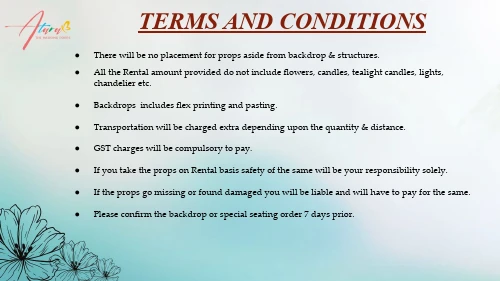 Atara
TERMS AND CONDITIONS
● There will be no placement for props aside from backdrop & structures.
● All the Rental amount provided do not include flowers, candles, tealight candles, lights,
chandelier etc.
● Backdrops includes flex printing and pasting.
● Transportation will be charged extra depending upon the quantity & distance.
● GST charges will be compulsory to pay.
● If you take the props on Rental basis safety of the same will be your responsibility solely.
● If the props go missing or found damaged you will be liable and will have to pay for the same.
● Please confirm the backdrop or special seating order 7 days prior.